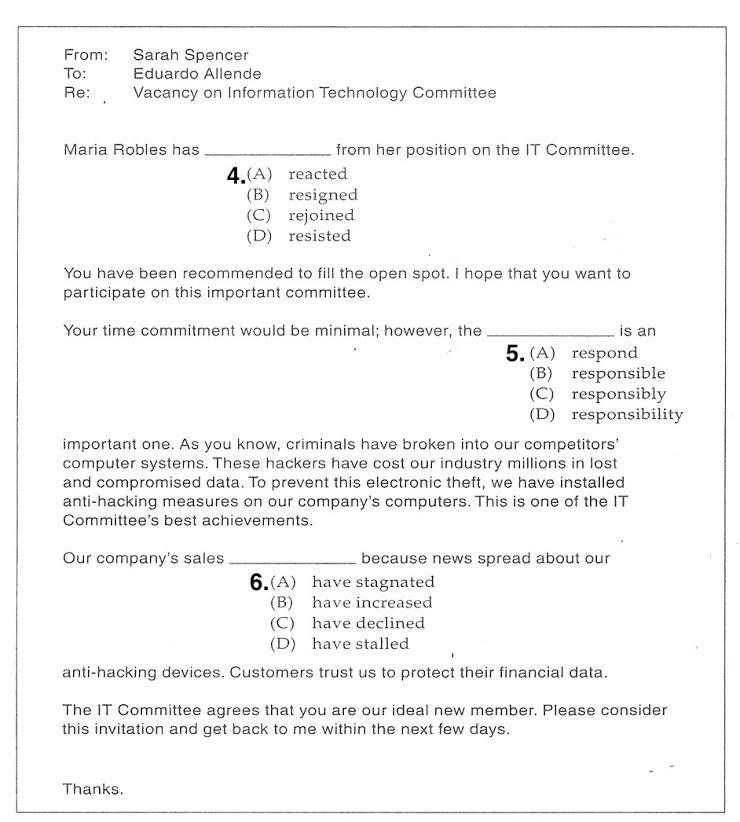 From: Sarah Spencer
To: Eduardo Allende
Re: Vacancy on Information Technology Committee
Maria Robles has ______________ from her position on the IT Committee.
4.(A) reacted
(B) resigned
(C) rejoined
(D) resisted
You have been recommended to fill the open spot. I hope that you want to
participate on this important committee.
Your time commitment would be minimal; however, the ______________ is an
5.(A) respond
(B) responsible
(C) responsibly
(D) responsibility
important one. As you know, criminals have broken into our competitors'
computer systems. These hackers have cost our industry millions in lost
and compromised data. To prevent this electronic theft, we have installed
anti-hacking measures on our company's computers. This is one of the IT
Committee's best achievements.
Our company's sales ______________ because news spread about our
6.(A) have stagnated
(B) have increased
(C) have declined
(D) have stalled
anti-hacking devices. Customers trust us to protect their financial data.
The IT Committee agrees that you are our ideal new member. Please consider
this invitation and get back to me within the next few days.
Thanks.